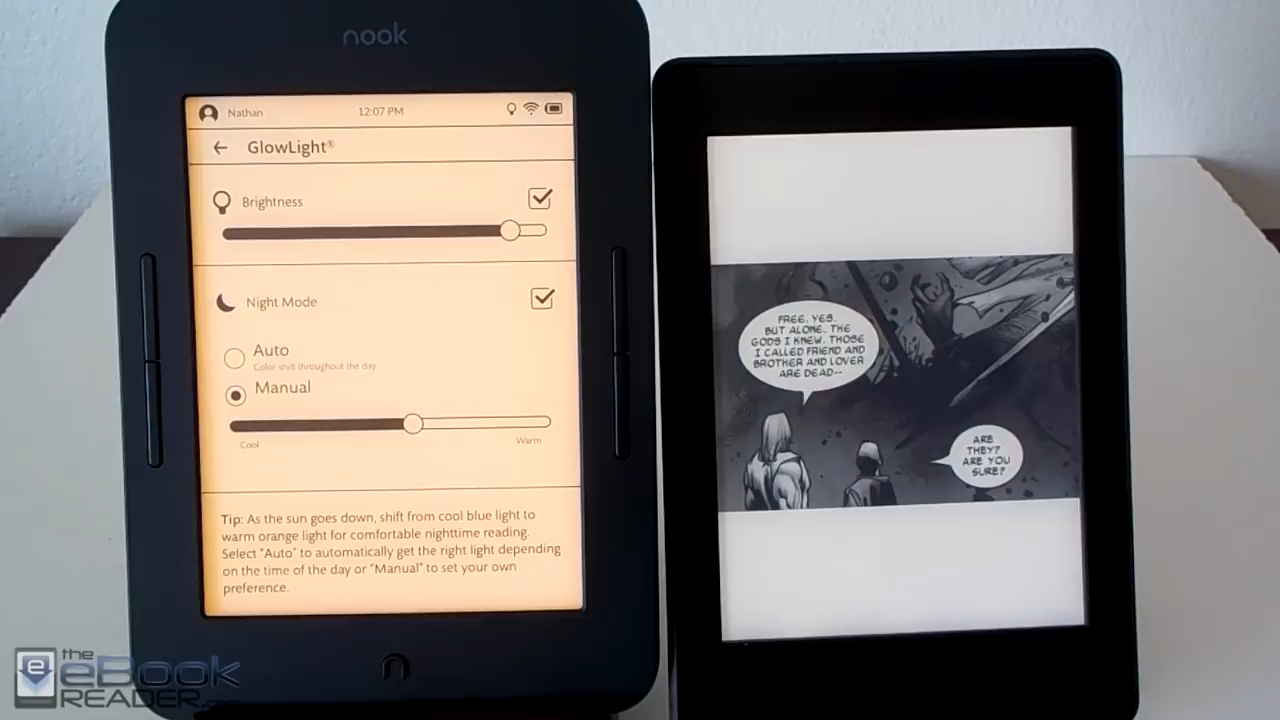 nook
Nathan
12:07 PM
GlowLight®
Brightness
Night Mode
Auto
Color shift throughout the day
Manual
Cool
Warm
Tip: As the sun goes down, shift from cool blue light to
warm orange light for comfortable nighttime reading.
Select "Auto" to automatically get the right light depending
on the time of the day or "Manual" to set your own
preference.
n
FREE, YES.
BUT ALONE. THE
GODS I KNEW, THOSE
I CALLED FRIEND AND
BROTHER AND LOVER
ARE DEAD--
ARE
THEY?
ARE YOU
SURE?
e
the
eBook
READER.com